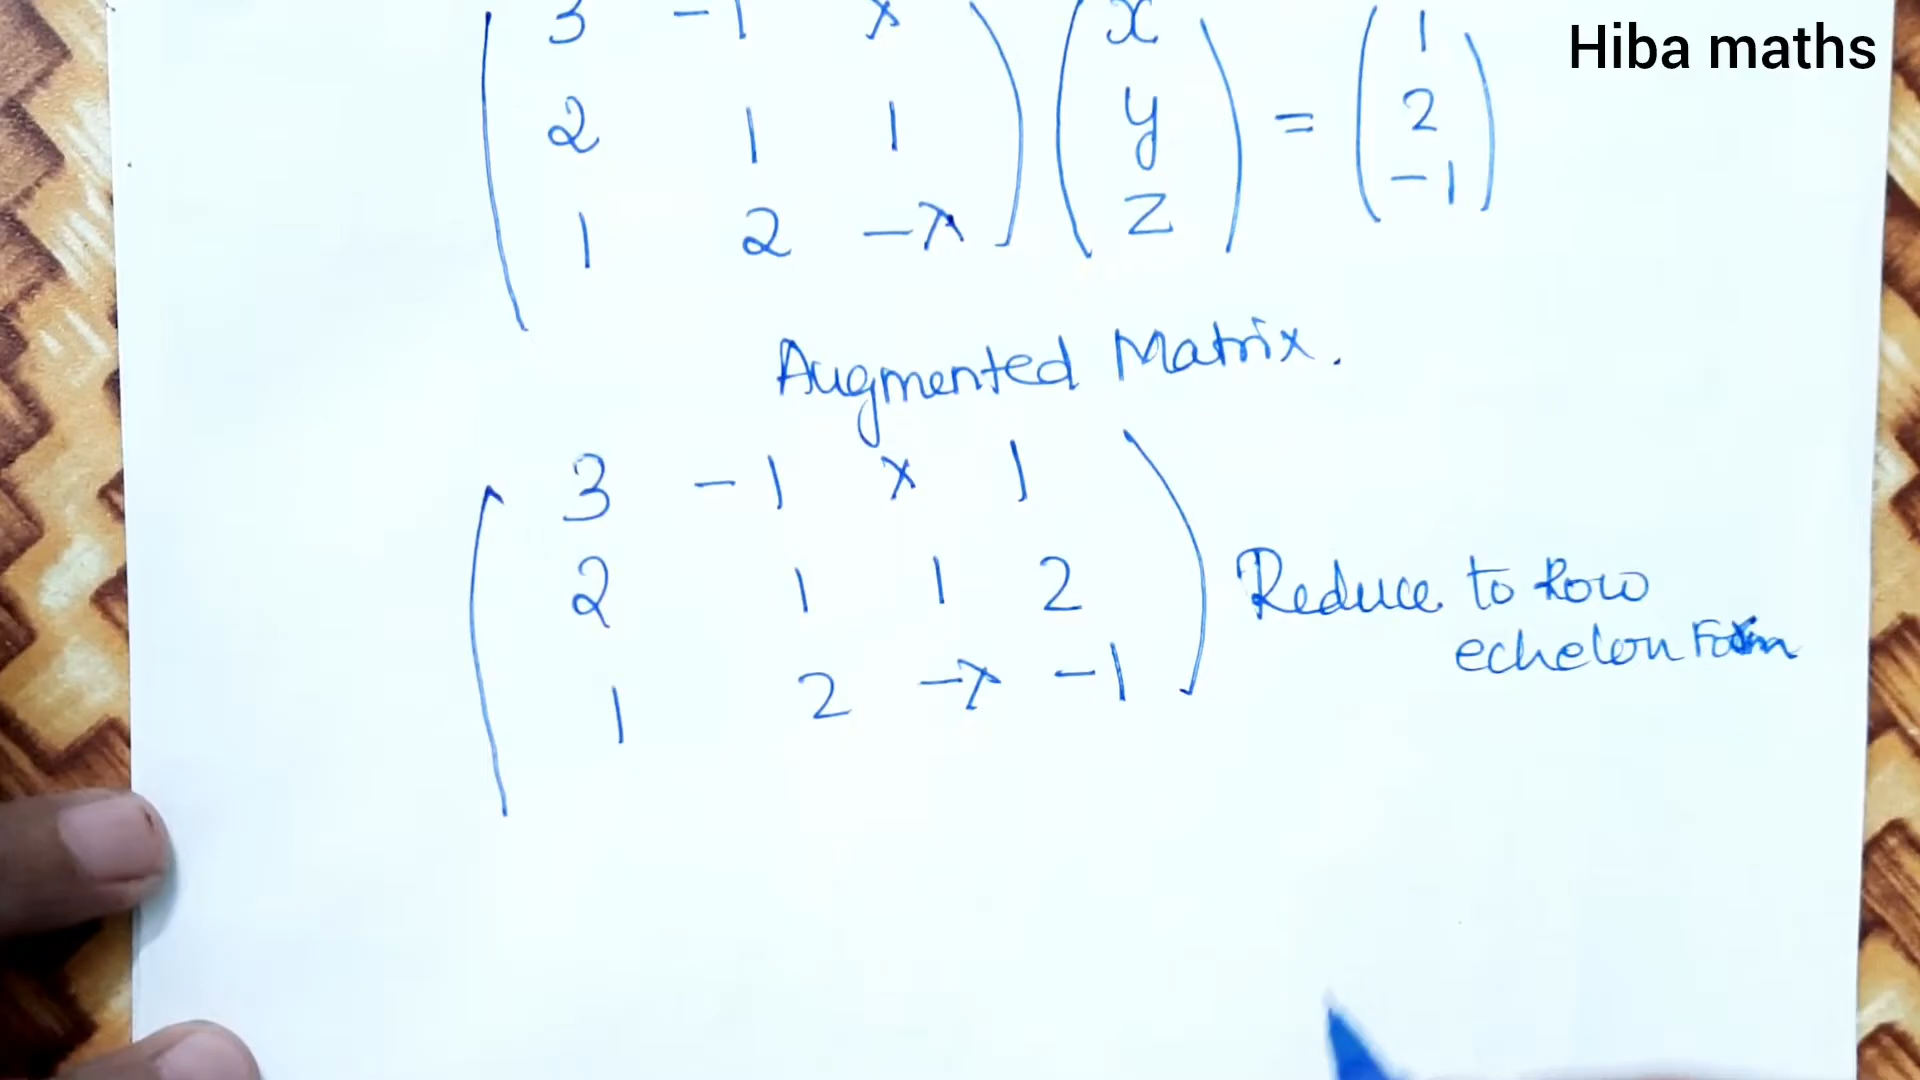 Hiba maths
3 -1 λ x 1
2 1 1 y = 2
1 2 -λ z -1
Augmented Matrix.
3 -1 λ 1
2 1 1 2
1 2 -λ -1
Reduce to Row
echelon Form